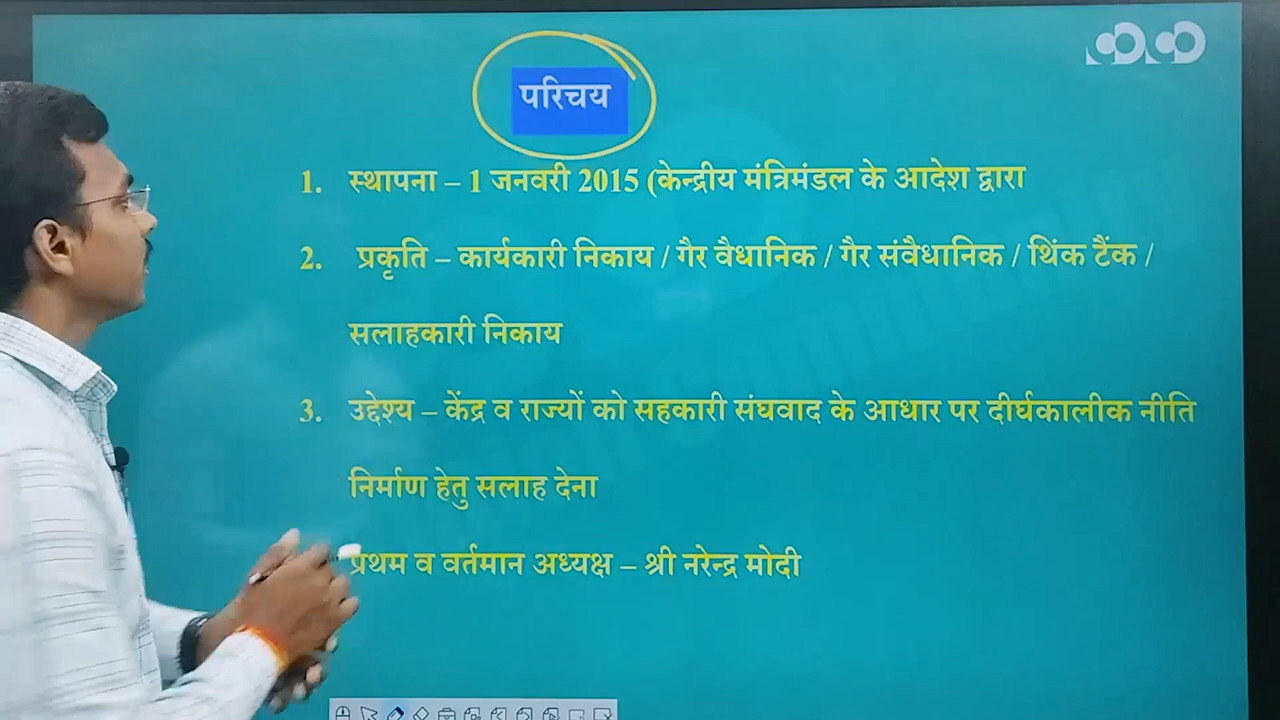 परिचय
1. स्थापना – 1 जनवरी 2015 (केन्द्रीय मंत्रिमंडल के आदेश द्वारा
2. प्रकृति – कार्यकारी निकाय / गैर वैधानिक / गैर संवैधानिक / थिंक टैंक /
सलाहकारी निकाय
3. उद्देश्य – केंद्र व राज्यों को सहकारी संघवाद के आधार पर दीर्घकालीक नीति
निर्माण हेतु सलाह देना
प्रथम व वर्तमान अध्यक्ष – श्री नरेन्द्र मोदी